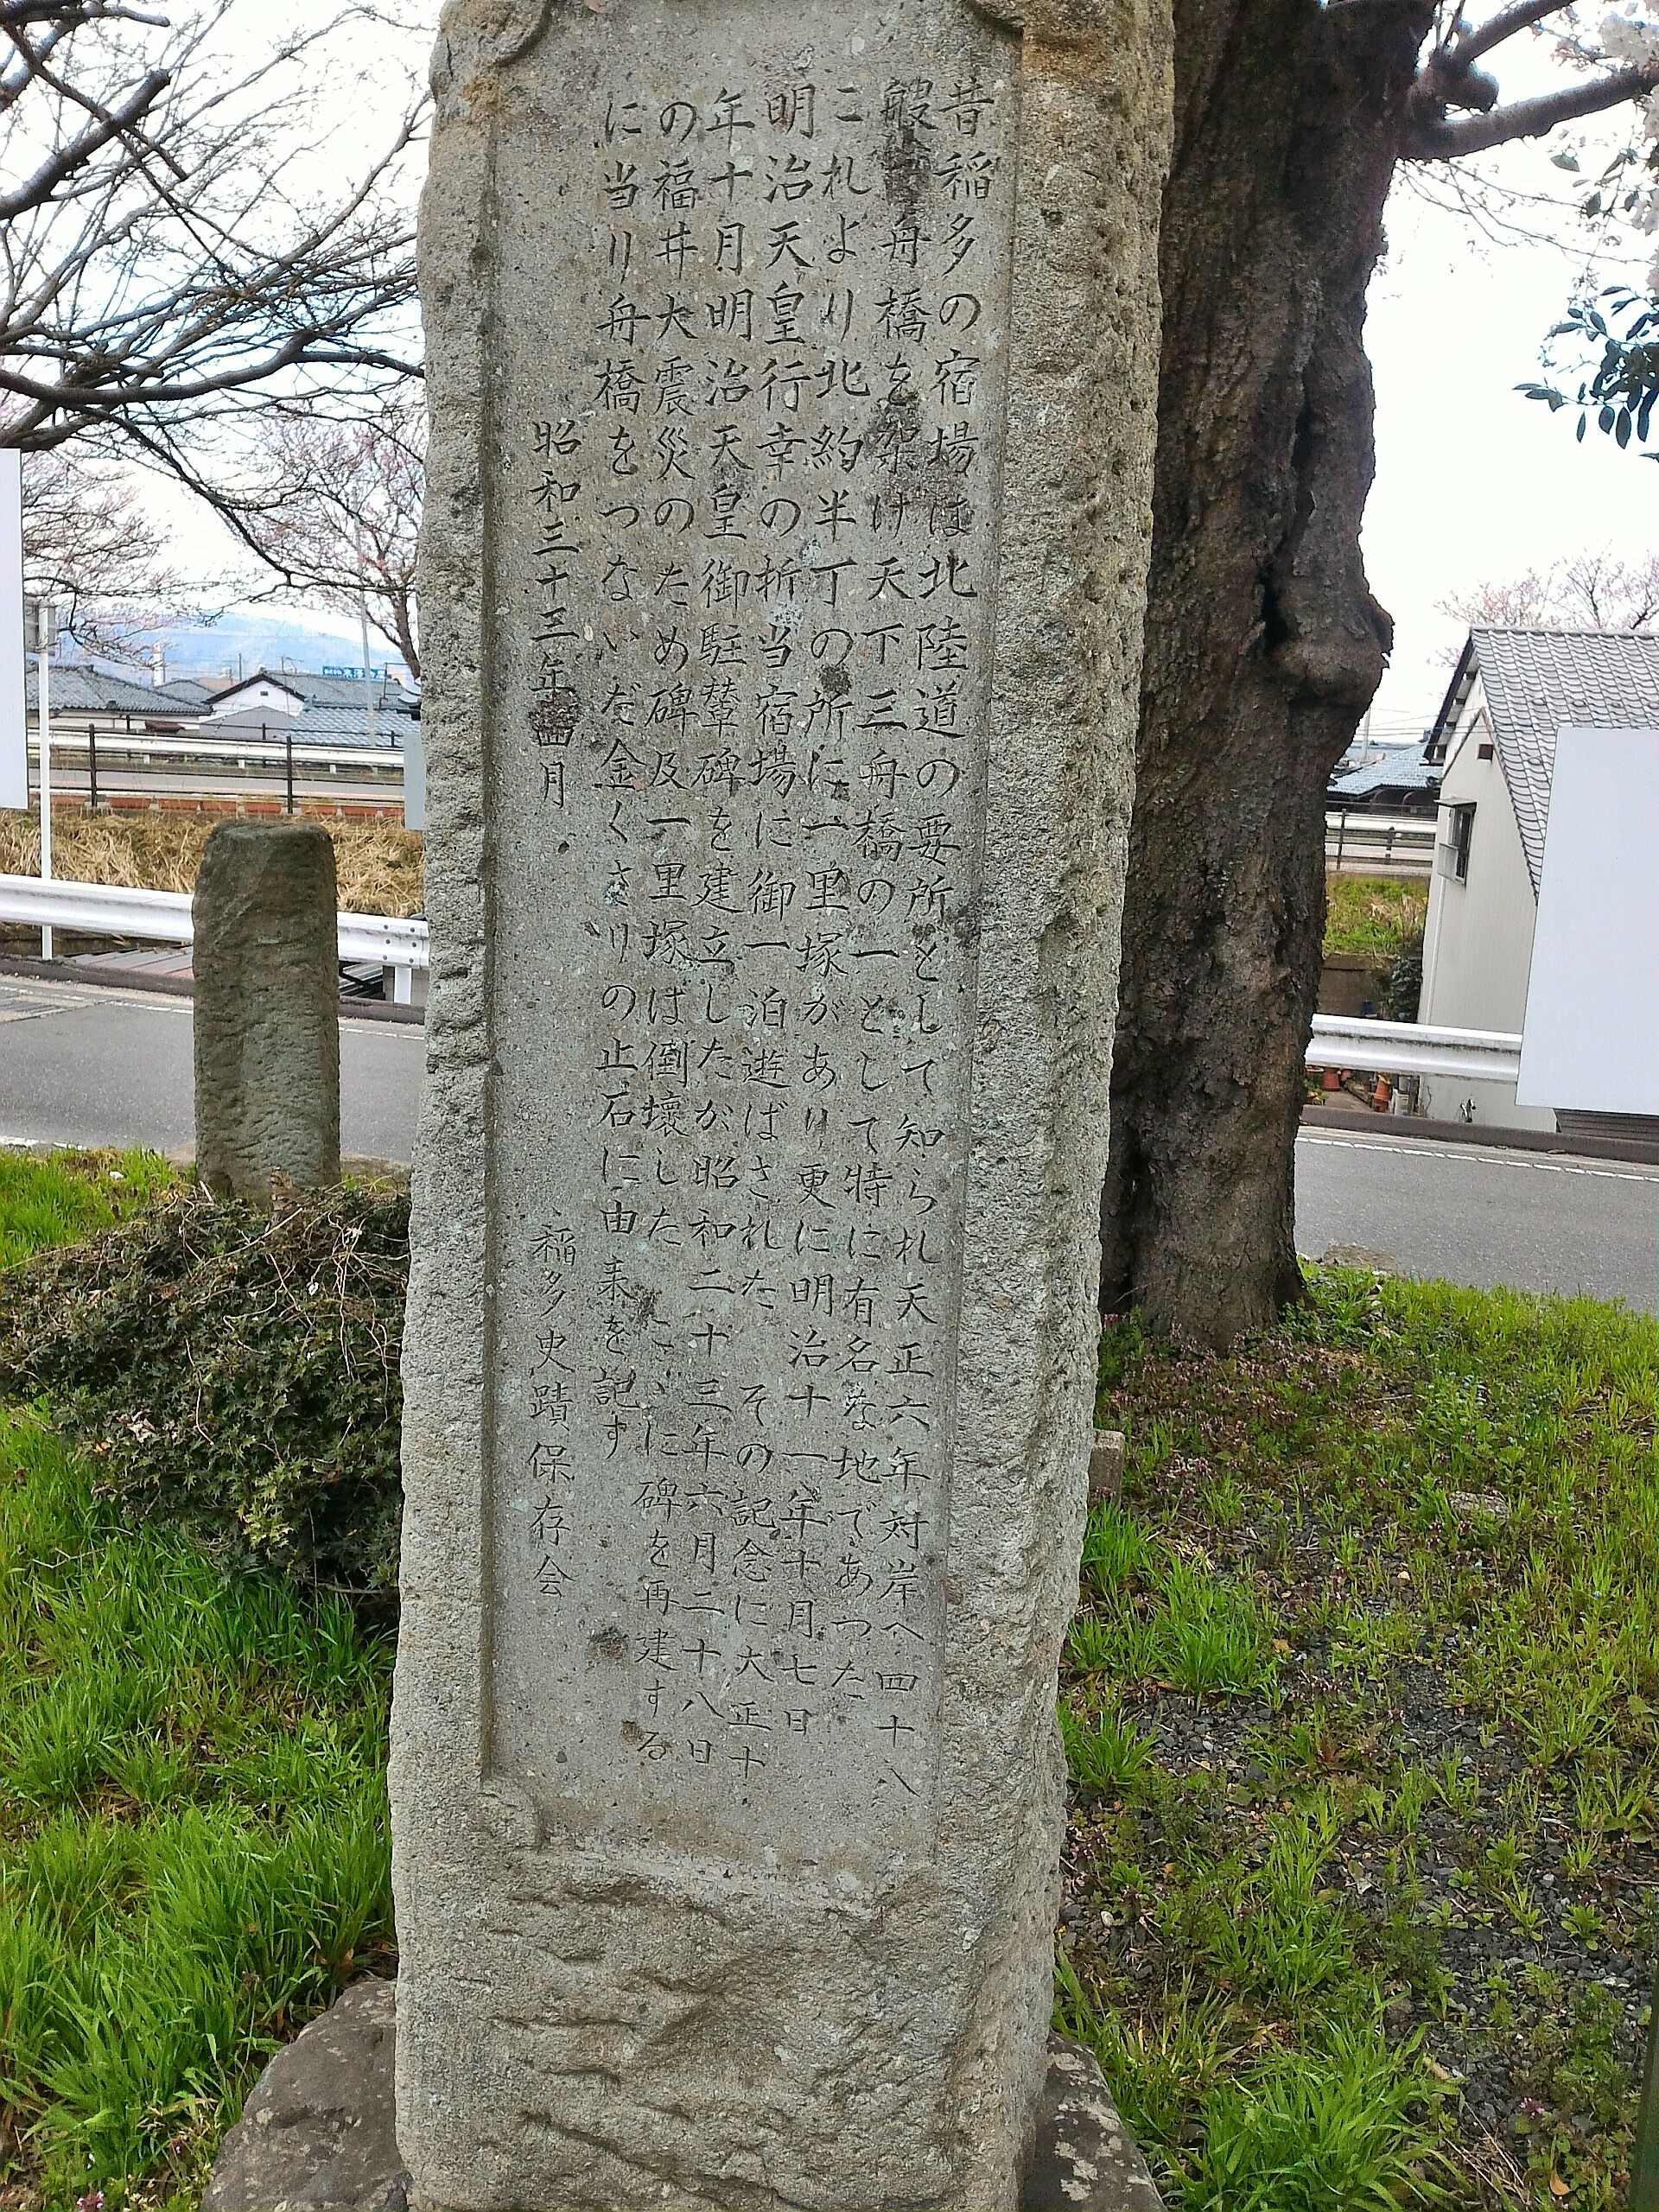 昔稲多の宿場は北陸道の要所として知られ天正六年対岸へ四十八
艘の舟橋を架け天下三舟橋の一として特に有名な地であつた
これより北約半丁の所に一里塚があり更に明治十一年十月七日
明治天皇行幸の折当宿場に御一泊遊ばされた その記念に大正十
年十月明治天皇御駐輦碑を建立したが昭和二十三年六月二十八日
の福井大震災のため碑及一里塚は倒壊した こゝに碑を再建する
に当り舟橋をつないだ金くさりの止石に由来を記す
昭和三十三年四月 稲多史蹟保存会